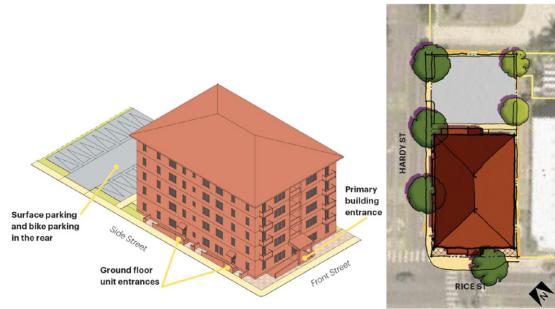 Surface parking
and bike parking
in the rear
Side Street
Ground floor
unit entrances
Primary
building
entrance
Front Street
HARDY ST
RICE ST
N